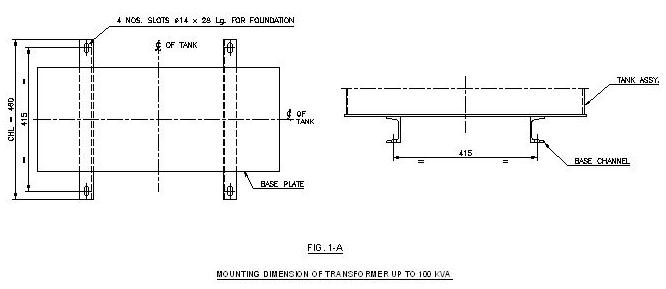 4 NOS. SLOTS ø14 x 28 Lg. FOR FOUNDATION
℄ OF TANK
CHL - 460
415
=
=
℄ OF
TANK
BASE PLATE
TANK ASSY.
415
=
=
BASE CHANNEL
FIG. 1-A
MOUNTING DIMENSION OF TRANSFORMER UP TO 100 KVA